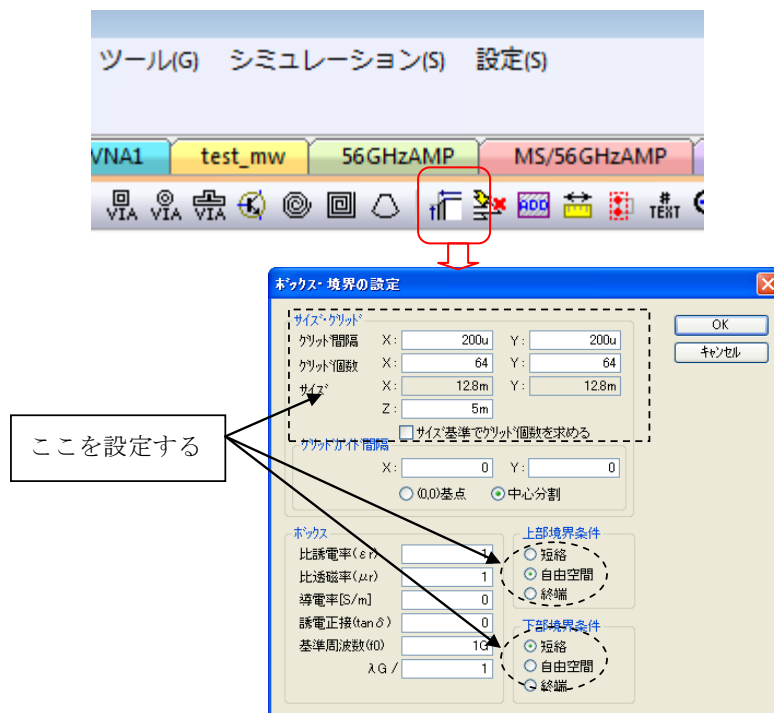 ツール(G) シミュレーション(S) 設定(S)
VNA1 test_mw 56GHzAMP MS/56GHzAMP
VIA VIA VIA ADD # TEXT
ボックス・境界の設定
サイズ・グリッド
グリッド間隔 X: 200u Y: 200u
グリッド個数 X: 64 Y: 64
サイズ X: 12.8m Y: 12.8m
Z: 5m
サイズ基準でグリッド個数を求める
OK
キャンセル
ここを設定する
グリッドガイド間隔
X: 0 Y: 0
(0,0)基点 中心分割
ボックス
比誘電率(εr) 1
比透磁率(μr) 1
導電率[S/m] 0
誘電正接(tanδ) 0
基準周波数(f0) 1G
λG / 1
上部境界条件
短絡
自由空間
終端
下部境界条件
短絡
自由空間
終端